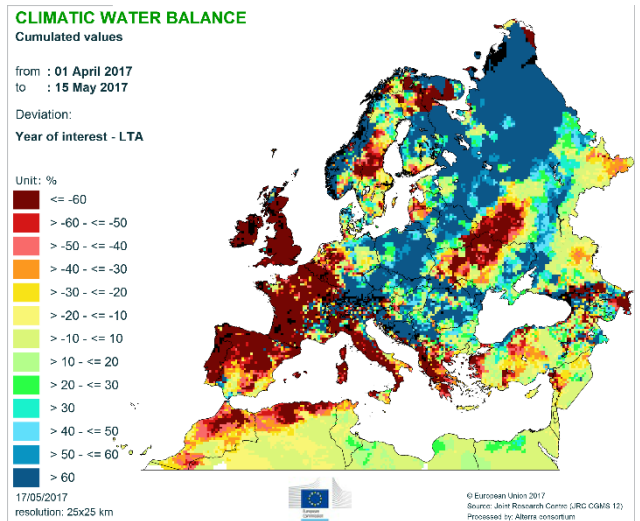 CLIMATIC WATER BALANCE
Cumulated values
from : 01 April 2017
to : 15 May 2017
Deviation:
Year of interest - LTA
Unit: %
<= -60
> -60 - <= -50
> -50 - <= -40
> -40 - <= -30
> -30 - <= -20
> -20 - <= -10
> -10 - <= 10
> 10 - <= 20
> 20 - <= 30
> 30
> 40 - <= 50
> 50 - <= 60
> 60
17/05/2017
resolution: 25x25 km
European
Commission
© European Union 2017
Source: Joint Research Centre (JRC CGMS 12)
Processed by: Alterra consortium